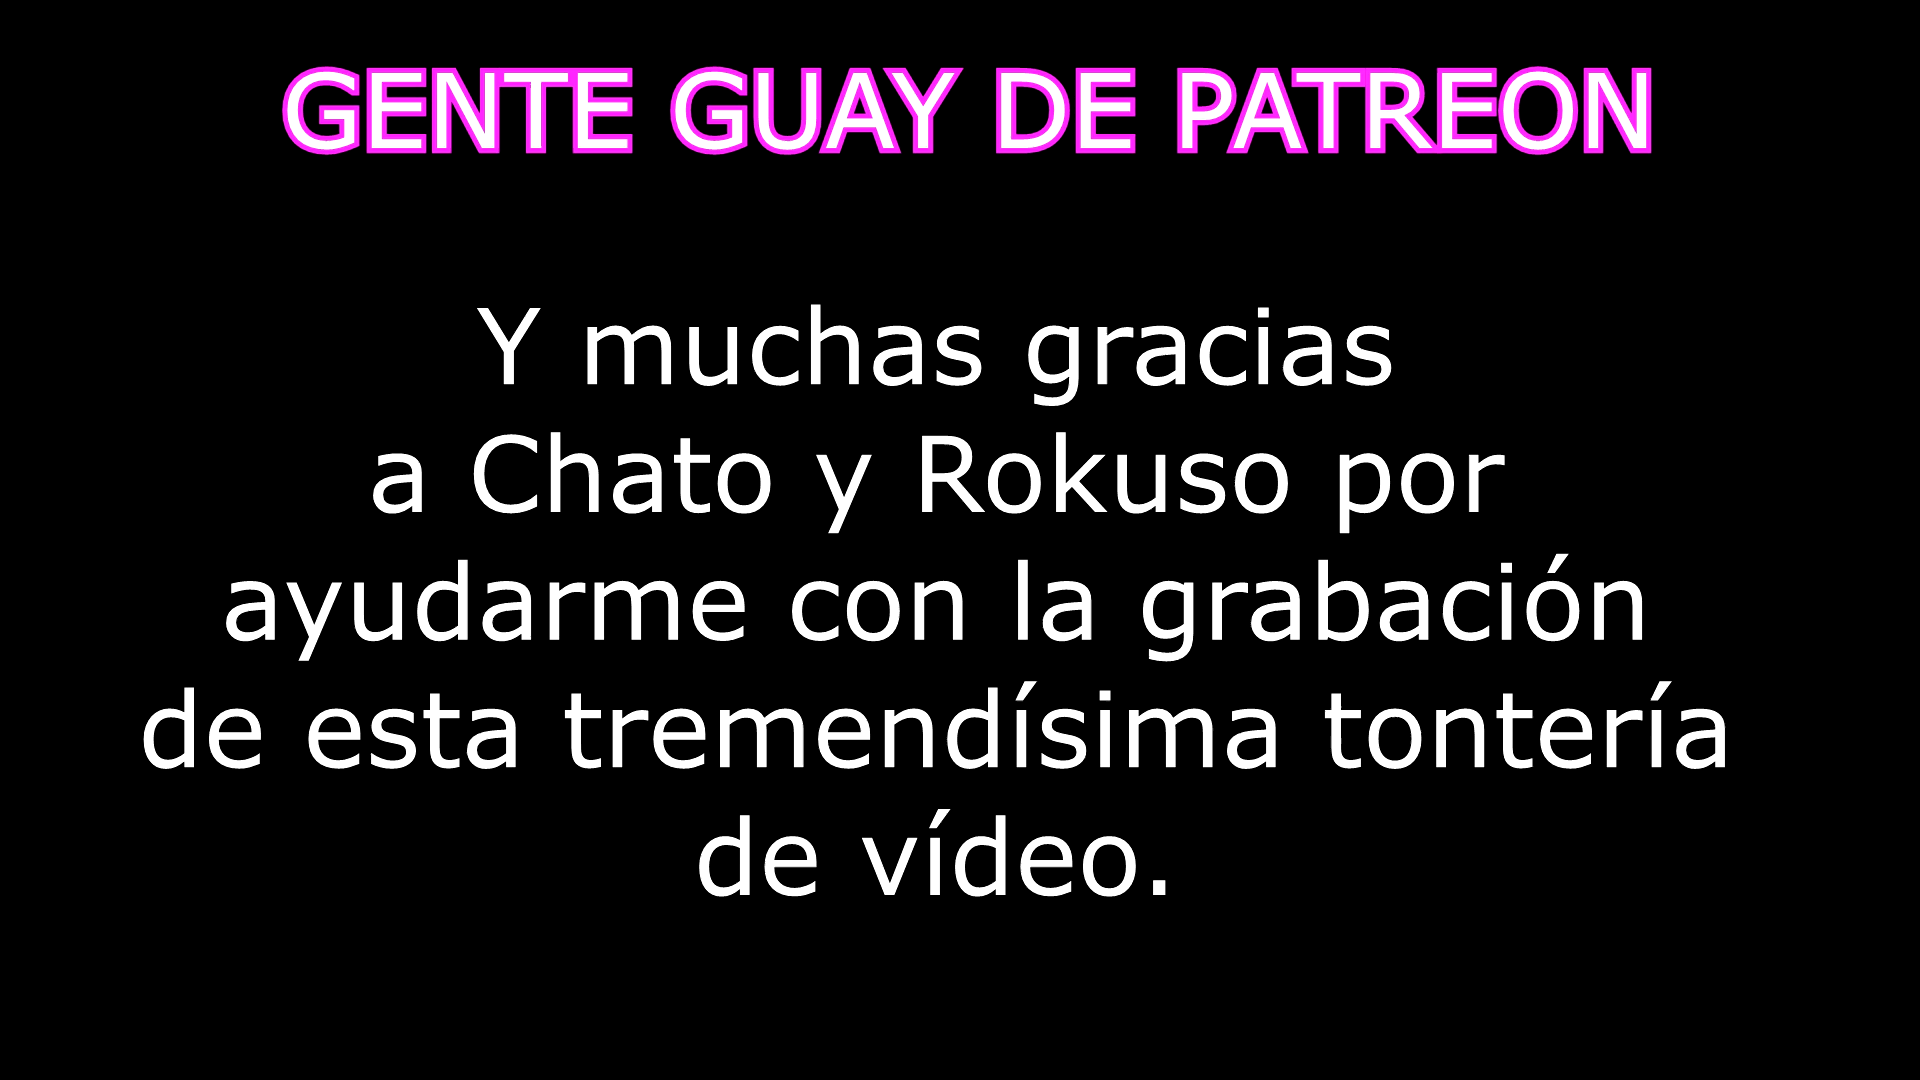 GENTE GUAY DE PATREON
Y muchas gracias
a Chato y Rokuso por
ayudarme con la grabación
de esta tremendísima tontería
de vídeo.